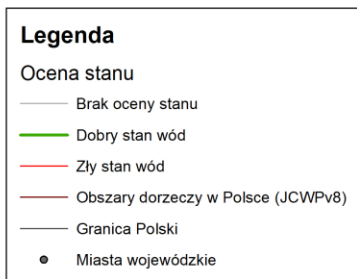 Legenda
Ocena stanu
Brak oceny stanu
Dobry stan wód
Zły stan wód
Obszary dorzeczy w Polsce (JCWPv8)
Granica Polski
Miasta wojewódzkie